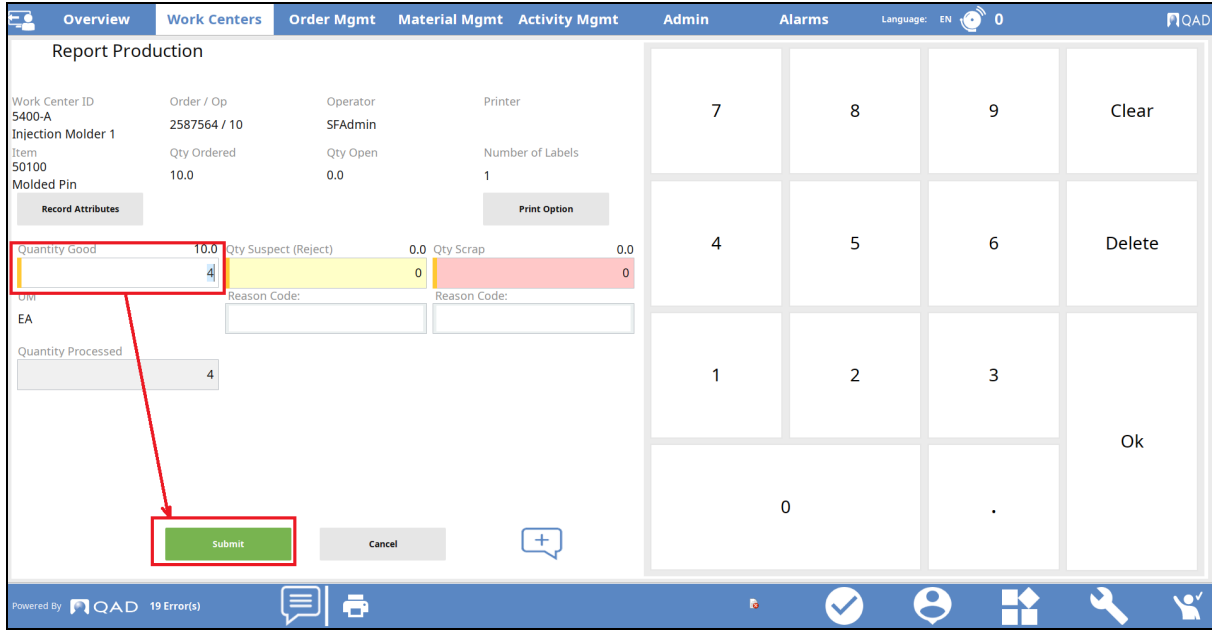 Overview Work Centers Order Mgmt Material Mgmt Activity Mgmt Admin Alarms Language: EN 0 QAD
Report Production
Work Center ID Order / Op Operator Printer
5400-A 2587564 / 10 SFAdmin
Injection Molder 1
Item Qty Ordered Qty Open Number of Labels
50100 10.0 0.0 1
Molded Pin
Record Attributes Print Option
Quantity Good 10.0 Qty Suspect (Reject) 0.0 Qty Scrap 0.0
4 0 0
UM Reason Code: Reason Code:
EA
Quantity Processed
4
Submit Cancel
7 8 9 Clear
4 5 6 Delete
1 2 3
Ok
0 .
Powered By QAD 19 Error(s)